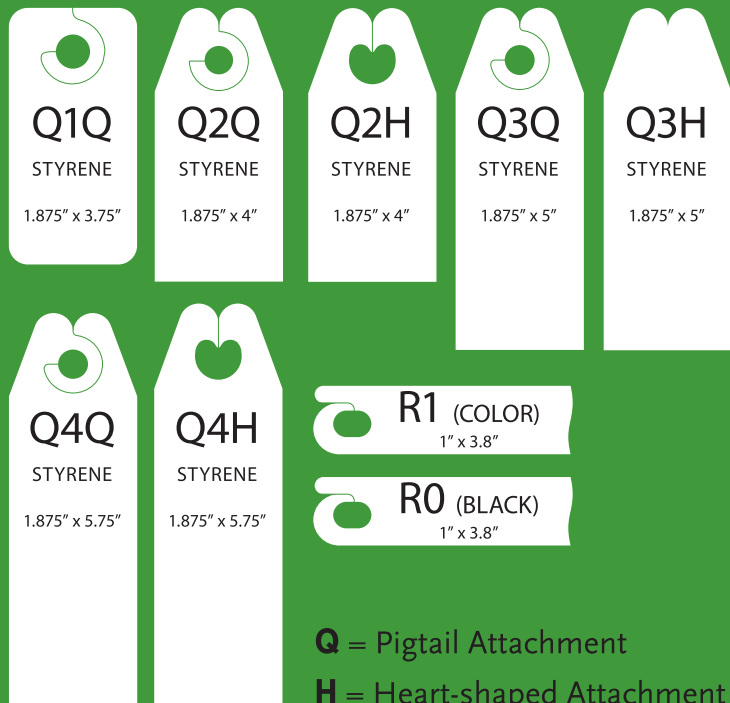 Q1Q
STYRENE
1.875” x 3.75”
Q2Q
STYRENE
1.875” x 4”
Q2H
STYRENE
1.875” x 4”
Q3Q
STYRENE
1.875” x 5”
Q3H
STYRENE
1.875” x 5”
Q4Q
STYRENE
1.875” x 5.75”
Q4H
STYRENE
1.875” x 5.75”
R1 (COLOR)
1” x 3.8”
R0 (BLACK)
1” x 3.8”
Q = Pigtail Attachment
H = Heart-shaped Attachment